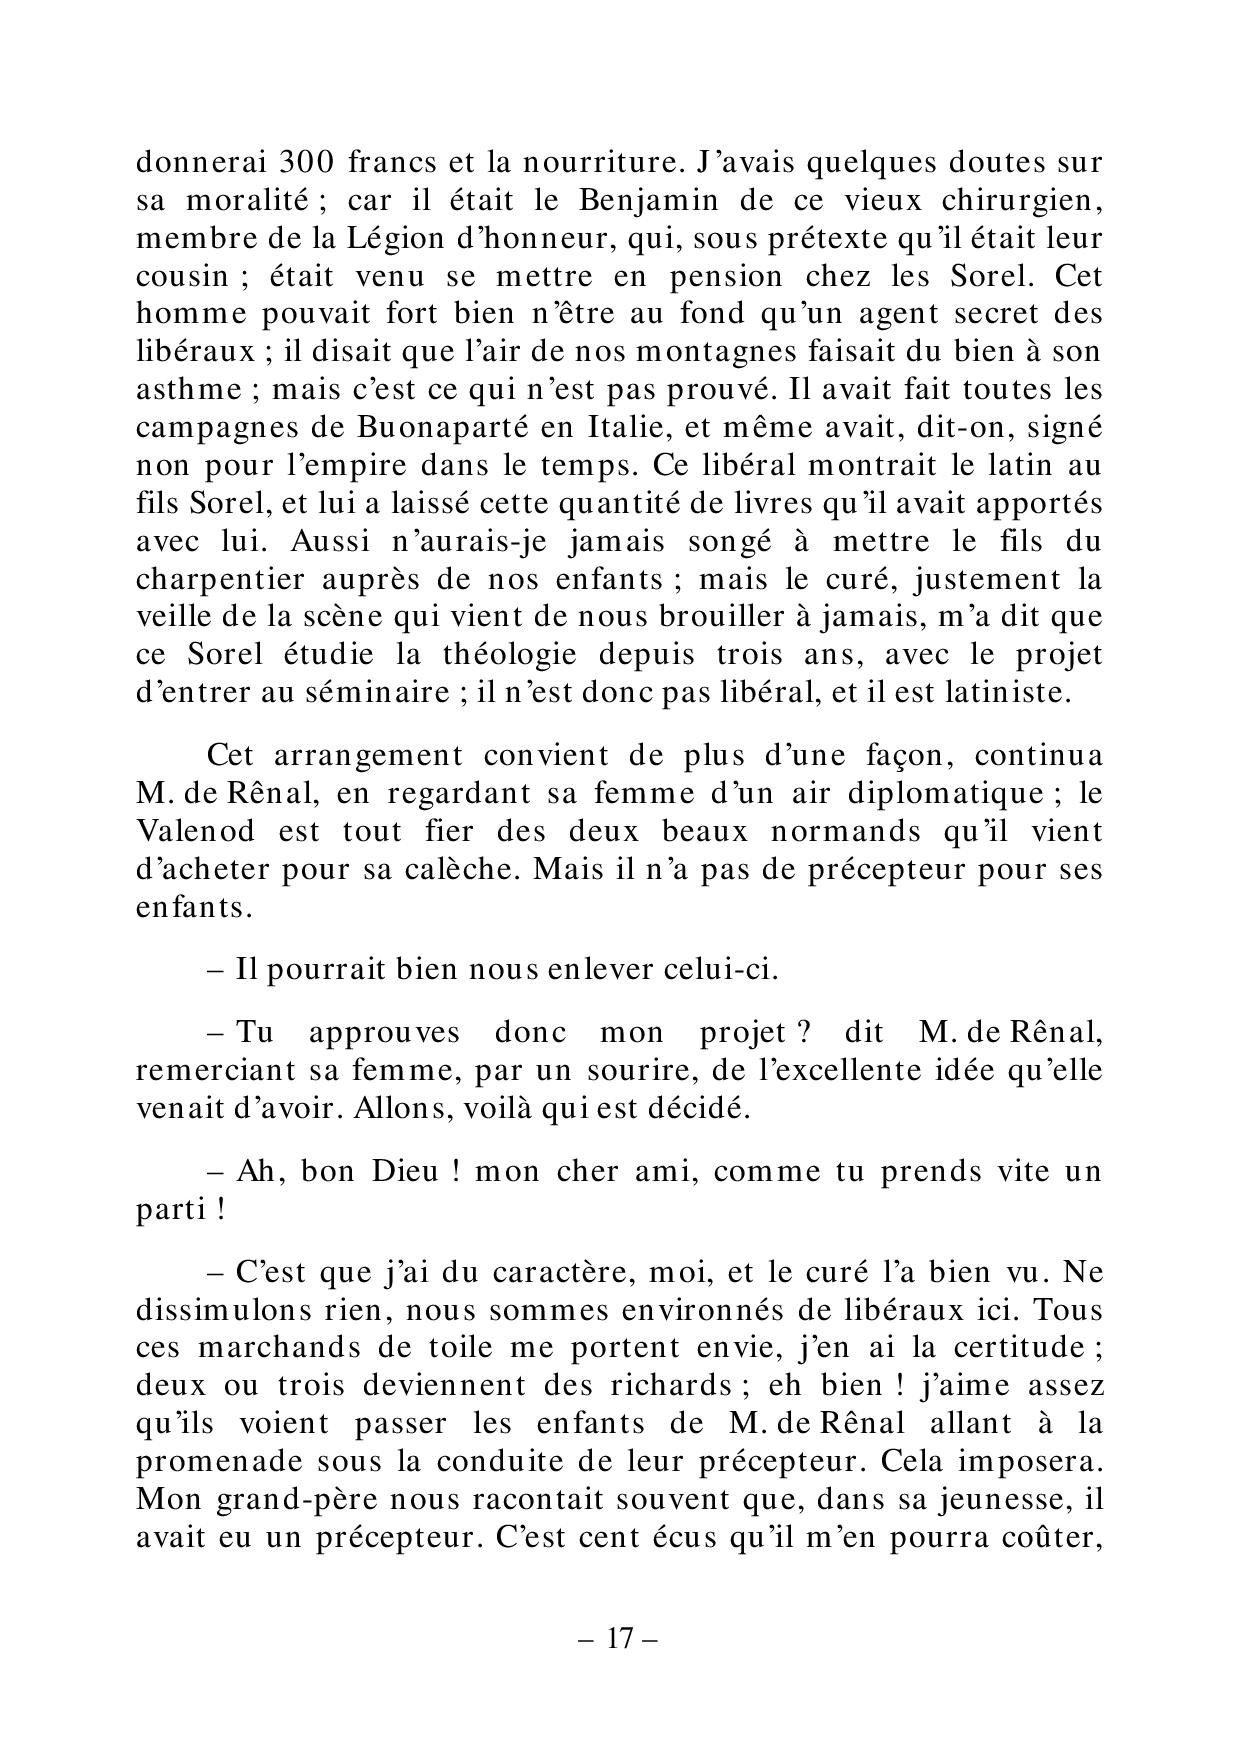 donnerai 300 francs et la nourriture. J’avais quelques doutes sur
sa moralité ; car il était le Benjamin de ce vieux chirurgien,
membre de la Légion d’honneur, qui, sous prétexte qu’il était leur
cousin ; était venu se mettre en pension chez les Sorel. Cet
homme pouvait fort bien n’être au fond qu’un agent secret des
libéraux ; il disait que l’air de nos montagnes faisait du bien à son
asthme ; mais c’est ce qui n’est pas prouvé. Il avait fait toutes les
campagnes de Buonaparté en Italie, et même avait, dit-on, signé
non pour l’empire dans le temps. Ce libéral montrait le latin au
fils Sorel, et lui a laissé cette quantité de livres qu’il avait apportés
avec lui. Aussi n’aurais-je jamais songé à mettre le fils du
charpentier auprès de nos enfants ; mais le curé, justement la
veille de la scène qui vient de nous brouiller à jamais, m’a dit que
ce Sorel étudie la théologie depuis trois ans, avec le projet
d’entrer au séminaire ; il n’est donc pas libéral, et il est latiniste.
Cet arrangement convient de plus d’une façon, continua
M. de Rênal, en regardant sa femme d’un air diplomatique ; le
Valenod est tout fier des deux beaux normands qu’il vient
d’acheter pour sa calèche. Mais il n’a pas de précepteur pour ses
enfants.
– Il pourrait bien nous enlever celui-ci.
– Tu approuves donc mon projet ? dit M. de Rênal,
remerciant sa femme, par un sourire, de l’excellente idée qu’elle
venait d’avoir. Allons, voilà qui est décidé.
– Ah, bon Dieu ! mon cher ami, comme tu prends vite un
parti !
– C’est que j’ai du caractère, moi, et le curé l’a bien vu. Ne
dissimulons rien, nous sommes environnés de libéraux ici. Tous
ces marchands de toile me portent envie, j’en ai la certitude ;
deux ou trois deviennent des richards ; eh bien ! j’aime assez
qu’ils voient passer les enfants de M. de Rênal allant à la
promenade sous la conduite de leur précepteur. Cela imposera.
Mon grand-père nous racontait souvent que, dans sa jeunesse, il
avait eu un précepteur. C’est cent écus qu’il m’en pourra coûter,
– 17 –